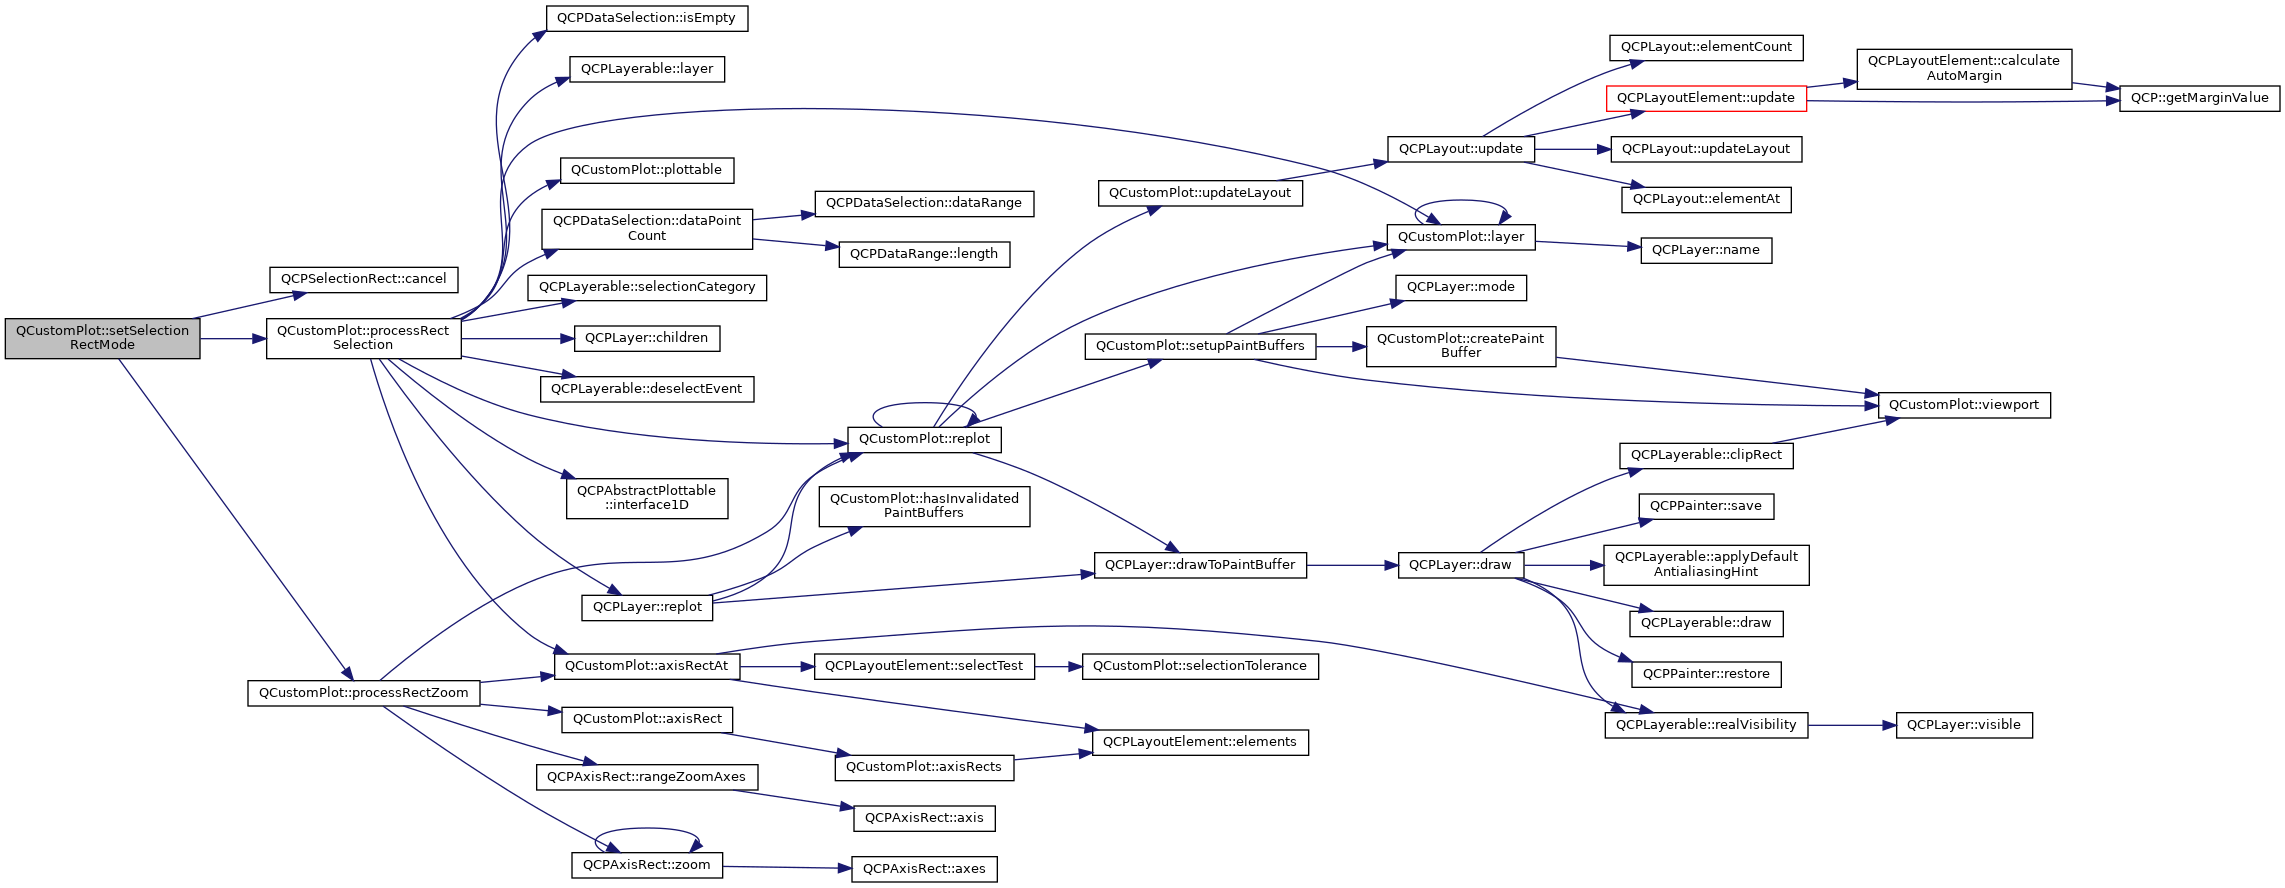 QCustomPlot::setSelection
RectMode
QCPSelectionRect::cancel
QCustomPlot::processRect
Selection
QCustomPlot::processRectZoom
QCPDataSelection::isEmpty
QCPLayerable::layer
QCustomPlot::plottable
QCPDataSelection::dataPoint
Count
QCPLayerable::selectionCategory
QCPLayer::children
QCPLayerable::deselectEvent
QCPAbstractPlottable
::interface1D
QCPLayer::replot
QCustomPlot::axisRectAt
QCustomPlot::axisRect
QCPAxisRect::rangeZoomAxes
QCPAxisRect::zoom
QCPDataSelection::dataRange
QCPDataRange::length
QCustomPlot::replot
QCustomPlot::hasInvalidated
PaintBuffers
QCPLayoutElement::selectTest
QCustomPlot::axisRects
QCPAxisRect::axis
QCPAxisRect::axes
QCustomPlot::updateLayout
QCustomPlot::setupPaintBuffers
QCPLayer::drawToPaintBuffer
QCustomPlot::selectionTolerance
QCPLayoutElement::elements
QCPLayout::update
QCustomPlot::layer
QCPLayer::mode
QCustomPlot::createPaint
Buffer
QCPLayer::draw
QCPLayout::elementCount
QCPLayoutElement::update
QCPLayout::updateLayout
QCPLayout::elementAt
QCPLayer::name
QCPLayerable::clipRect
QCPPainter::save
QCPLayerable::applyDefault
AntialiasingHint
QCPLayerable::draw
QCPPainter::restore
QCPLayerable::realVisibility
QCPLayoutElement::calculate
AutoMargin
QCustomPlot::viewport
QCPLayer::visible
QCP::getMarginValue